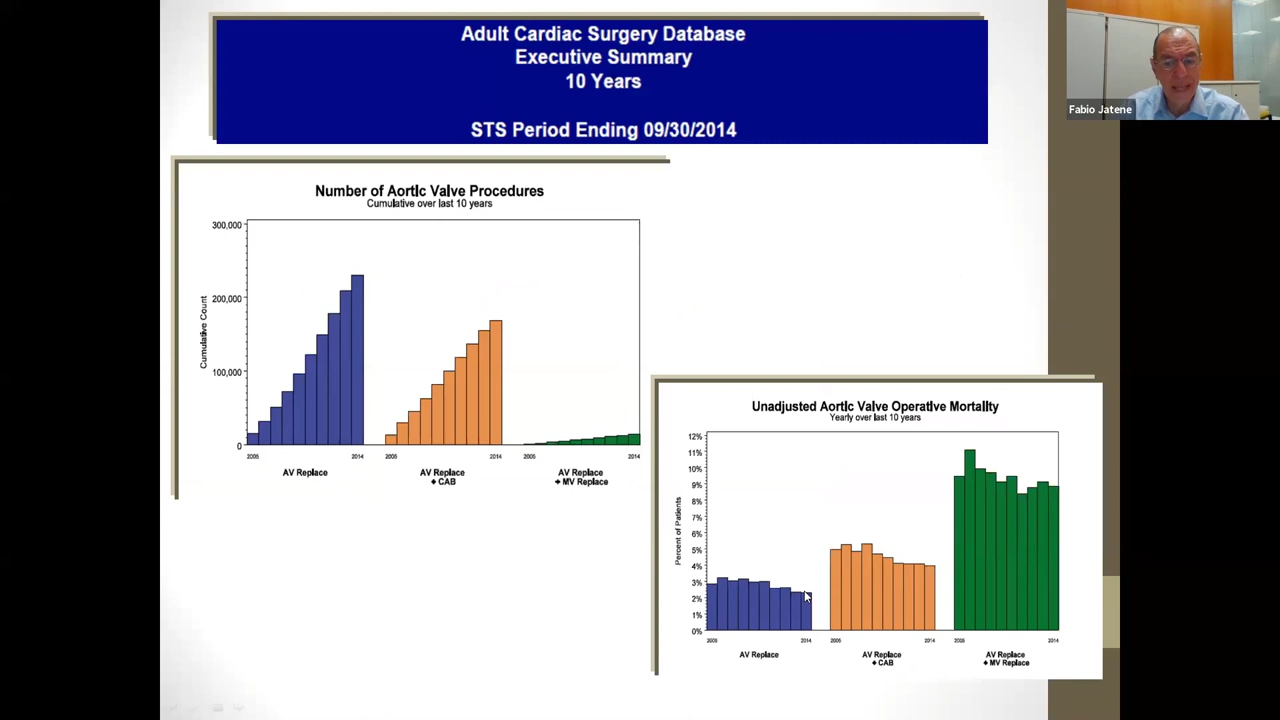 Adult Cardiac Surgery Database
Executive Summary
10 Years
STS Period Ending 09/30/2014
Fabio Jatene
Number of Aortic Valve Procedures
Cumulative over last 10 years
Cumulative Count
300,000
200,000
100,000
0
2005 2014 2005 2014 2005 2014
AV Replace AV Replace AV Replace
+ CAB + MV Replace
Unadjusted Aortic Valve Operative Mortality
Yearly over last 10 years
Percent of Patients
12%
11%
10%
9%
8%
7%
6%
5%
4%
3%
2%
1%
0%
2005 2014 2005 2014 2005 2014
AV Replace AV Replace AV Replace
+ CAB + MV Replace